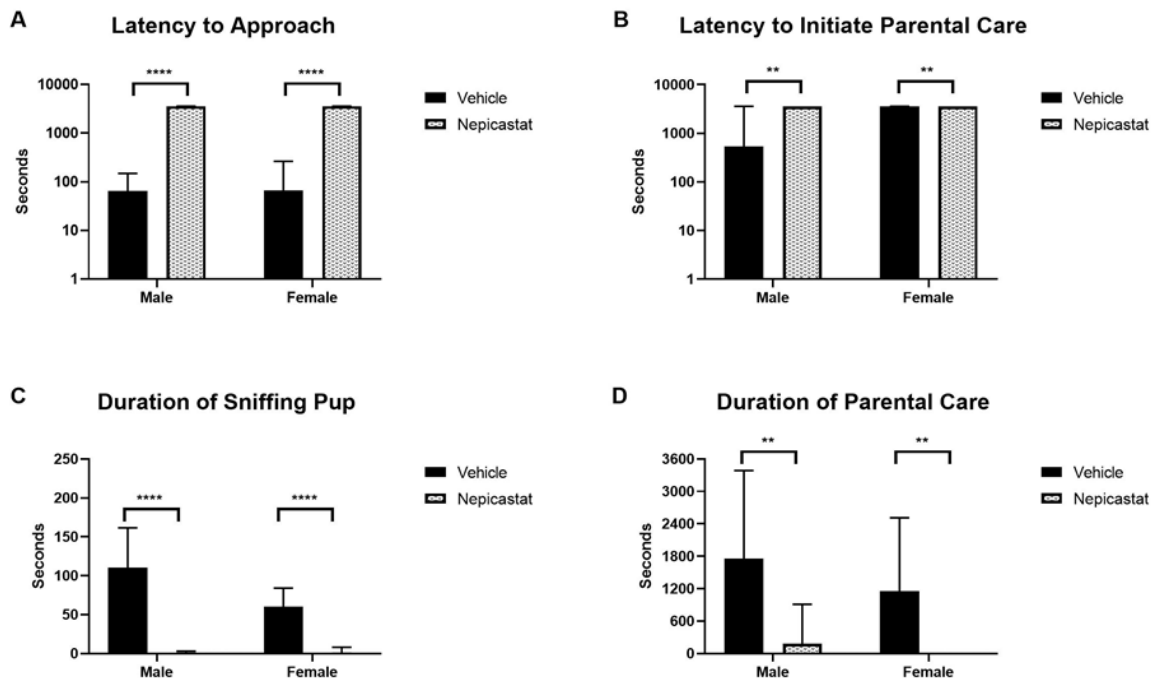 A
Latency to Approach
Seconds
10000
1000
100
10
1
****
****
Male
Female
Vehicle
Nepicastat
B
Latency to Initiate Parental Care
Seconds
10000
1000
100
10
1
**
**
Male
Female
Vehicle
Nepicastat
C
Duration of Sniffing Pup
Seconds
250
200
150
100
50
0
****
****
Male
Female
Vehicle
Nepicastat
D
Duration of Parental Care
Seconds
3600
3000
2400
1800
1200
600
0
**
**
Male
Female
Vehicle
Nepicastat